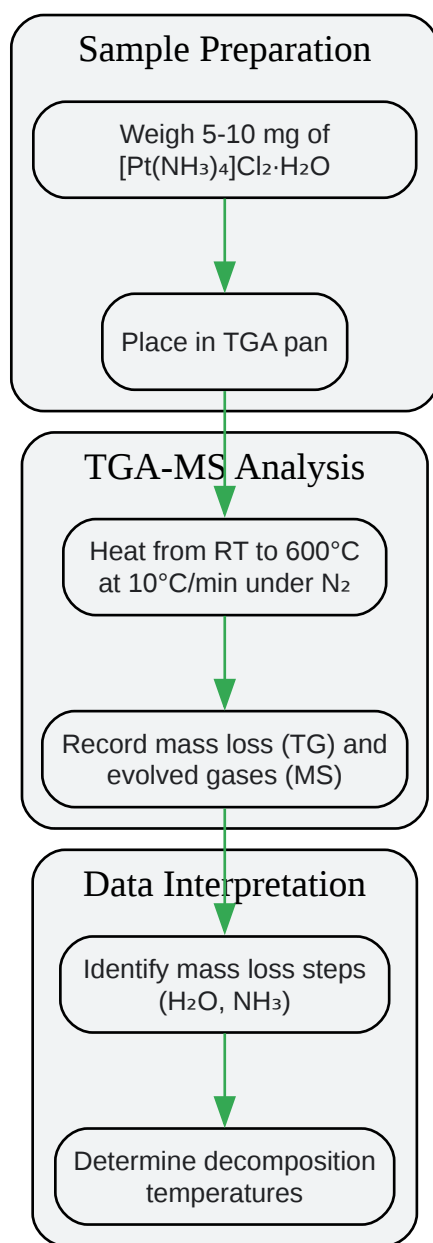 Sample Preparation
Weigh 5-10 mg of
[Pt(NH₃)₄]Cl₂·H₂O
Place in TGA pan
TGA-MS Analysis
Heat from RT to 600°C
at 10°C/min under N₂
Record mass loss (TG) and
evolved gases (MS)
Data Interpretation
Identify mass loss steps
(H₂O, NH₃)
Determine decomposition
temperatures